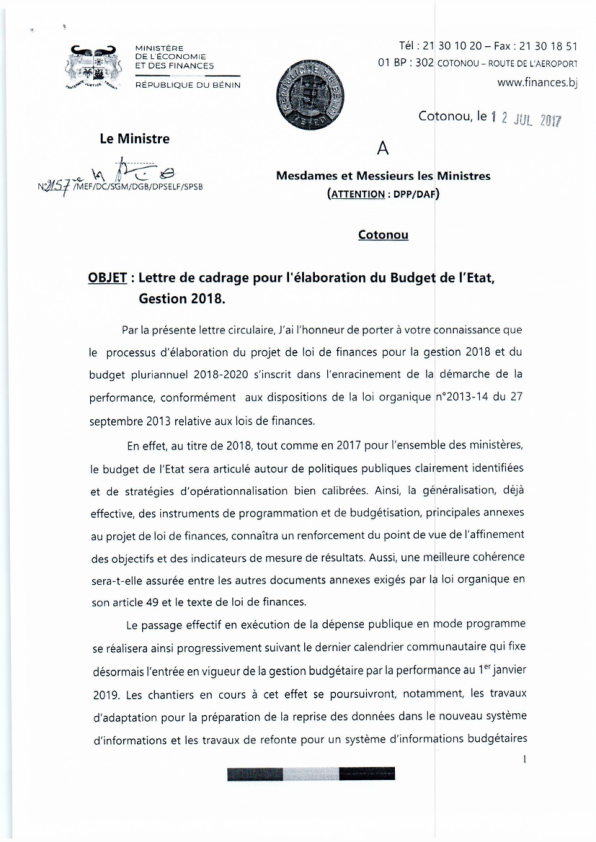 MINISTÈRE
DE L'ÉCONOMIE
ET DES FINANCES
RÉPUBLIQUE DU BÉNIN
Tél : 21 30 10 20 – Fax : 21 30 18 51
01 BP : 302 COTONOU – ROUTE DE L'AEROPORT
www.finances.bj
Cotonou, le 12 JUL 2017
Le Ministre
A
N°2157 /MEF/DC/SGM/DGB/DPSELF/SPSB
Mesdames et Messieurs les Ministres
(ATTENTION : DPP/DAF)
Cotonou
OBJET : Lettre de cadrage pour l'élaboration du Budget de l'Etat,
Gestion 2018.
Par la présente lettre circulaire, J'ai l'honneur de porter à votre connaissance que
le processus d'élaboration du projet de loi de finances pour la gestion 2018 et du
budget pluriannuel 2018-2020 s'inscrit dans l'enracinement de la démarche de la
performance, conformément aux dispositions de la loi organique n°2013-14 du 27
septembre 2013 relative aux lois de finances.
En effet, au titre de 2018, tout comme en 2017 pour l'ensemble des ministères,
le budget de l'Etat sera articulé autour de politiques publiques clairement identifiées
et de stratégies d'opérationnalisation bien calibrées. Ainsi, la généralisation, déjà
effective, des instruments de programmation et de budgétisation, principales annexes
au projet de loi de finances, connaîtra un renforcement du point de vue de l'affinement
des objectifs et des indicateurs de mesure de résultats. Aussi, une meilleure cohérence
sera-t-elle assurée entre les autres documents annexes exigés par la loi organique en
son article 49 et le texte de loi de finances.
Le passage effectif en exécution de la dépense publique en mode programme
se réalisera ainsi progressivement suivant le dernier calendrier communautaire qui fixe
désormais l'entrée en vigueur de la gestion budgétaire par la performance au 1er janvier
2019. Les chantiers en cours à cet effet se poursuivront, notamment, les travaux
d'adaptation pour la préparation de la reprise des données dans le nouveau système
d'informations et les travaux de refonte pour un système d'informations budgétaires
1